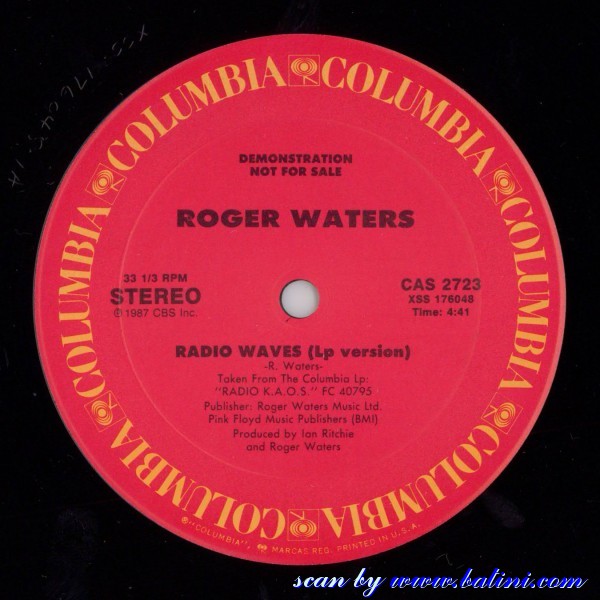 COLUMBIA COLUMBIA COLUMBIA COLUMBIA COLUMBIA COLUMBIA COLUMBIA
DEMONSTRATION
NOT FOR SALE
ROGER WATERS
33 1/3 RPM
STEREO
℗1987 CBS Inc.
CAS 2723
XSS 176048
Time: 4:41
RADIO WAVES (Lp version)
-R. Waters-
Taken From The Columbia Lp:
"RADIO K.A.O.S." FC 40795
Publisher: Roger Waters Music Ltd.
Pink Floyd Music Publishers (BMI)
Produced by Ian Ritchie
and Roger Waters
®"COLUMBIA", MARCAS REG. PRINTED IN U.S.A.
scan by www.batini.com